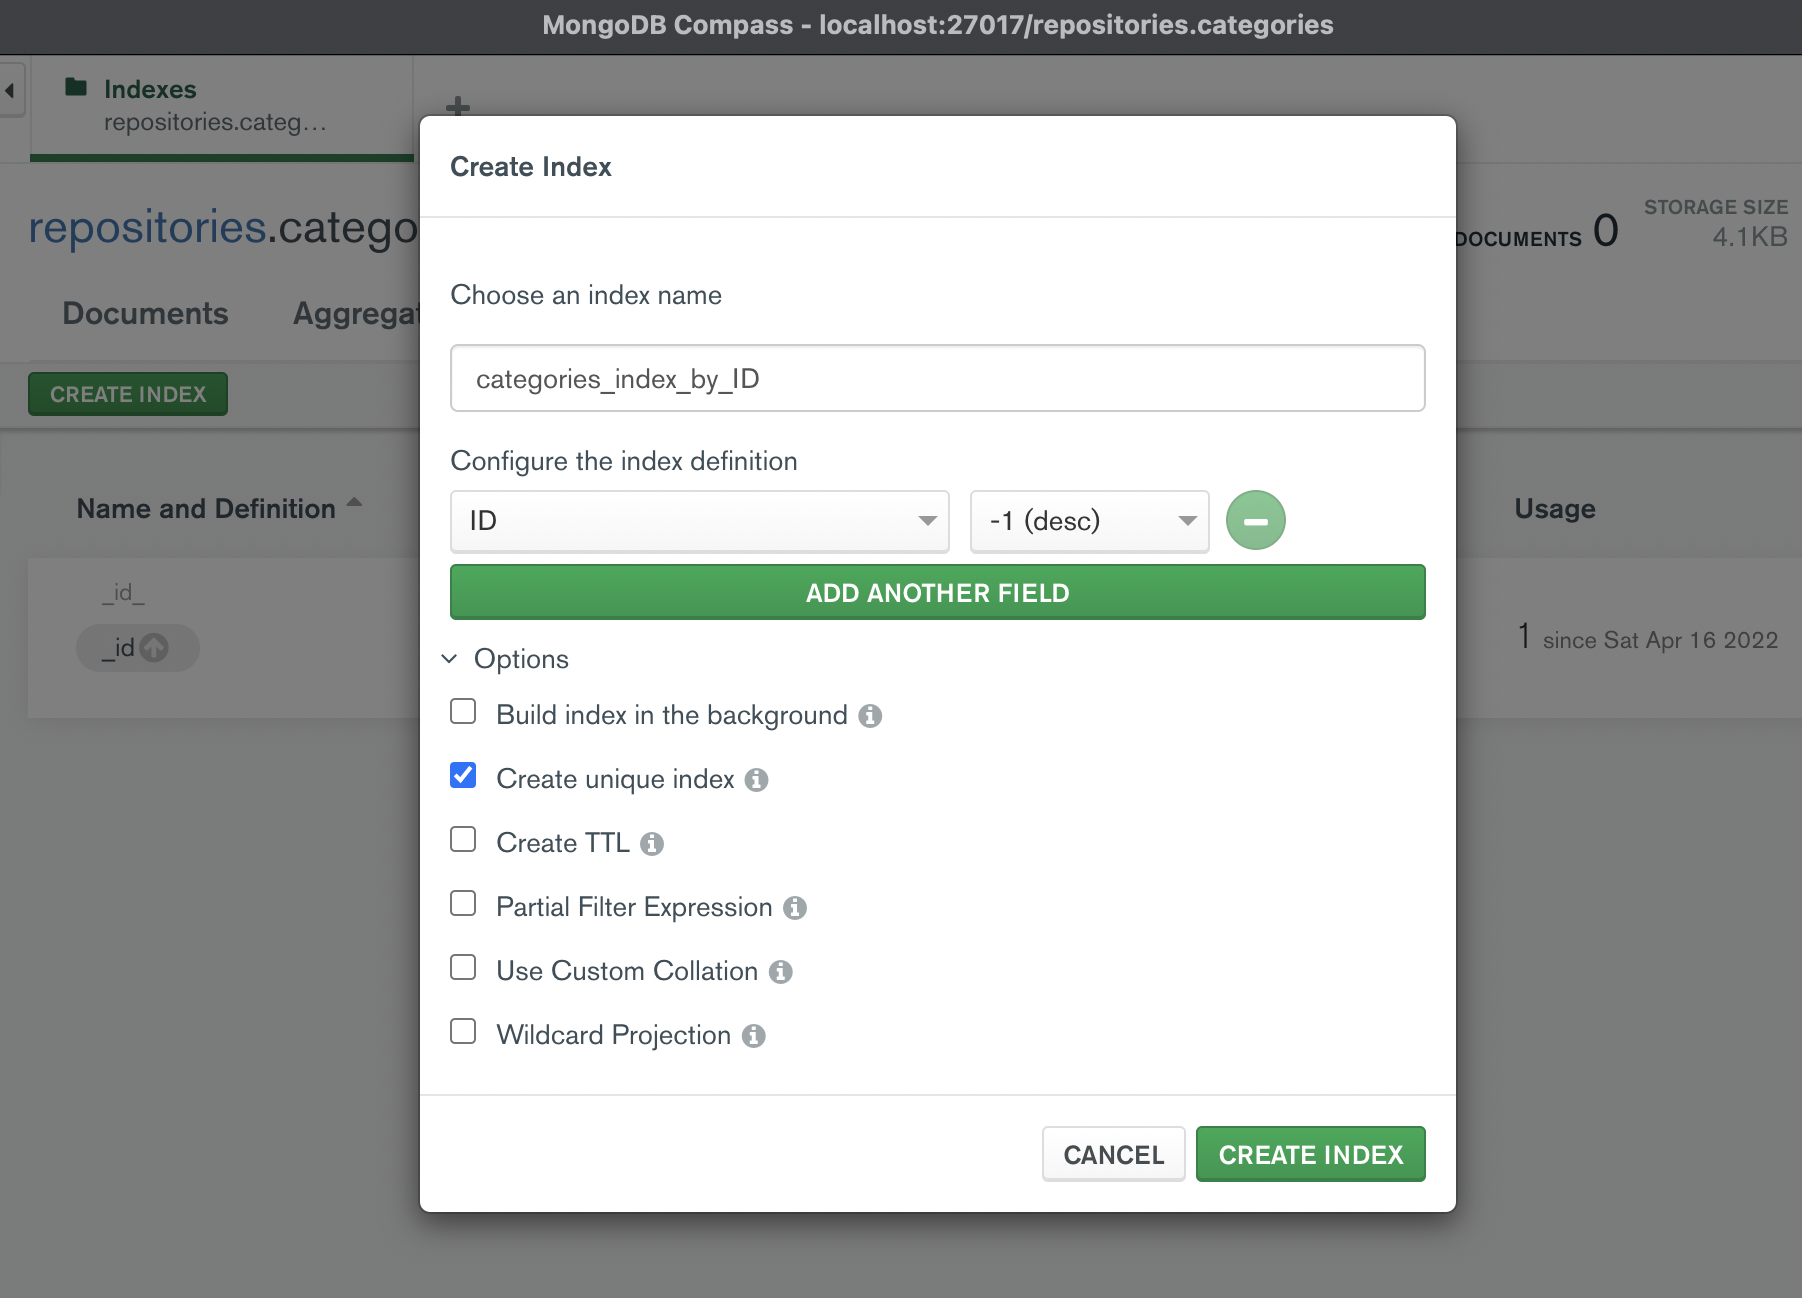 MongoDB Compass - localhost:27017/repositories.categories
Indexes
repositories.categ...
repositories.catego
DOCUMENTS 0
STORAGE SIZE
4.1KB
Documents
Aggregat
CREATE INDEX
Name and Definition
Usage
_id_
_id
1 since Sat Apr 16 2022
Create Index
Choose an index name
categories_index_by_ID
Configure the index definition
ID
-1 (desc)
ADD ANOTHER FIELD
Options
Build index in the background
Create unique index
Create TTL
Partial Filter Expression
Use Custom Collation
Wildcard Projection
CANCEL
CREATE INDEX